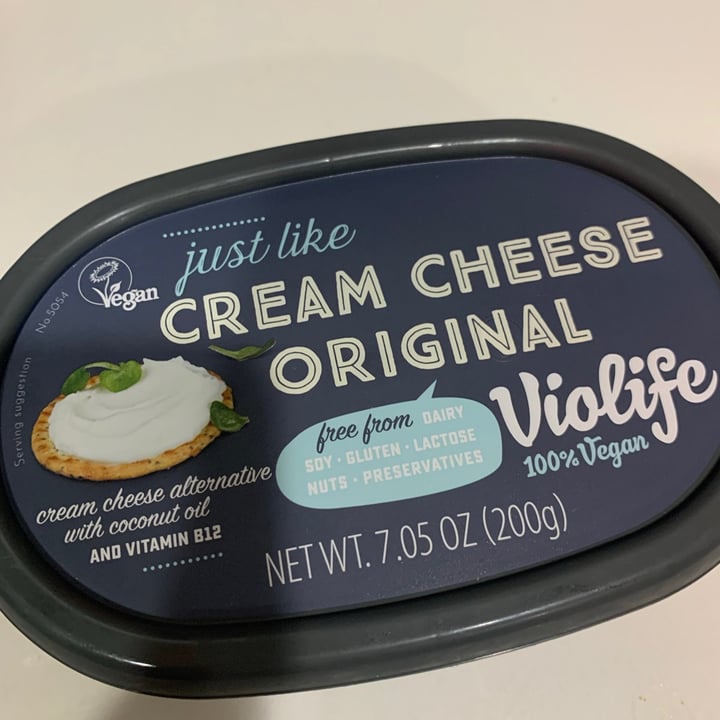 just like
CREAM CHEESE
ORIGINAL
Vegan
No.5054
Serving suggestion
free from DAIRY
SOY · GLUTEN · LACTOSE
NUTS · PRESERVATIVES
Violife
100% Vegan
cream cheese alternative
with coconut oil
AND VITAMIN B12
NET WT. 7.05 OZ (200g)